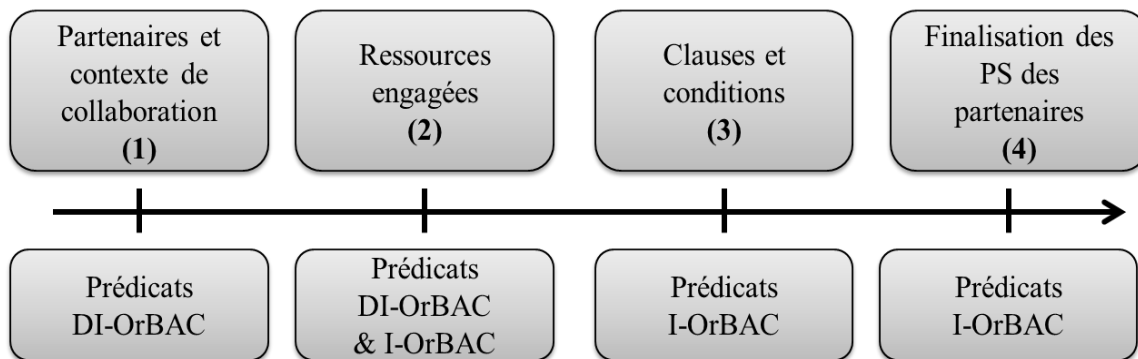 Partenaires et
contexte de
collaboration
(1)
Ressources
engagées
(2)
Clauses et
conditions
(3)
Finalisation des
PS des
partenaires
(4)
Prédicats
DI-OrBAC
Prédicats
DI-OrBAC
& I-OrBAC
Prédicats
I-OrBAC
Prédicats
I-OrBAC